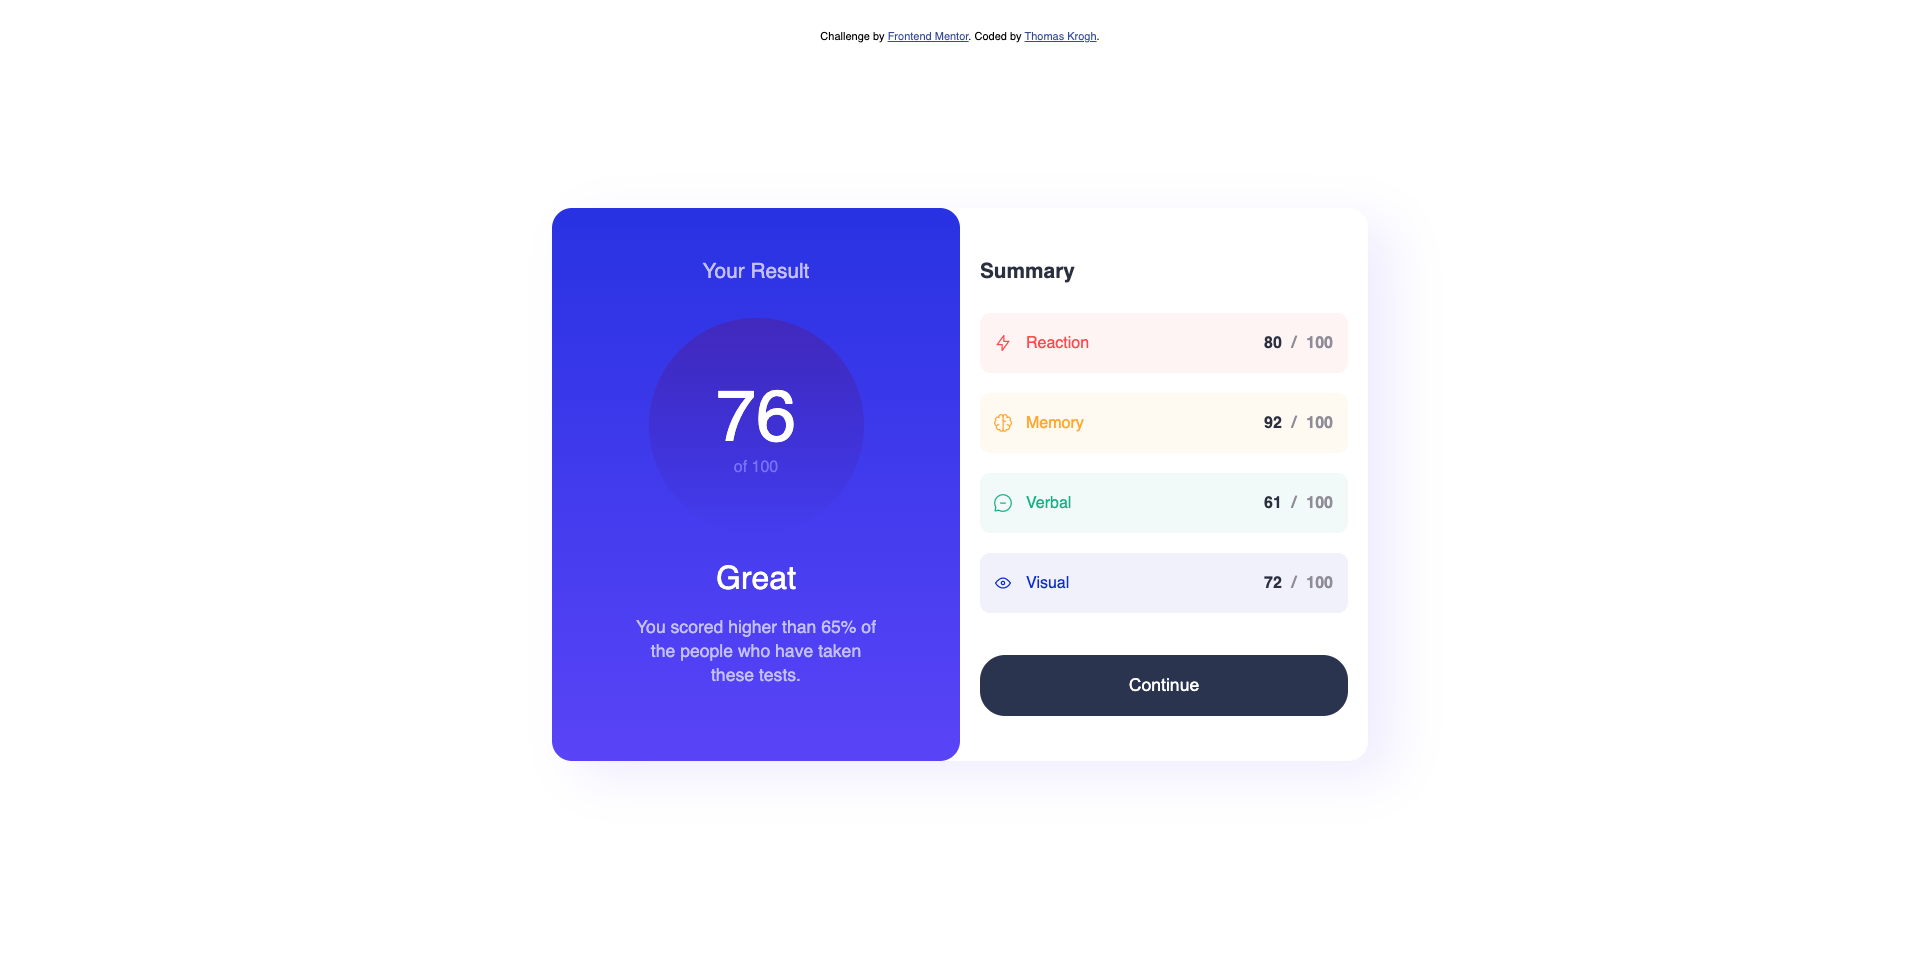 Challenge by Frontend Mentor. Coded by Thomas Krogh.
Your Result
76
of 100
Great
You scored higher than 65% of
the people who have taken
these tests.
Summary
Reaction 80 / 100
Memory 92 / 100
Verbal 61 / 100
Visual 72 / 100
Continue